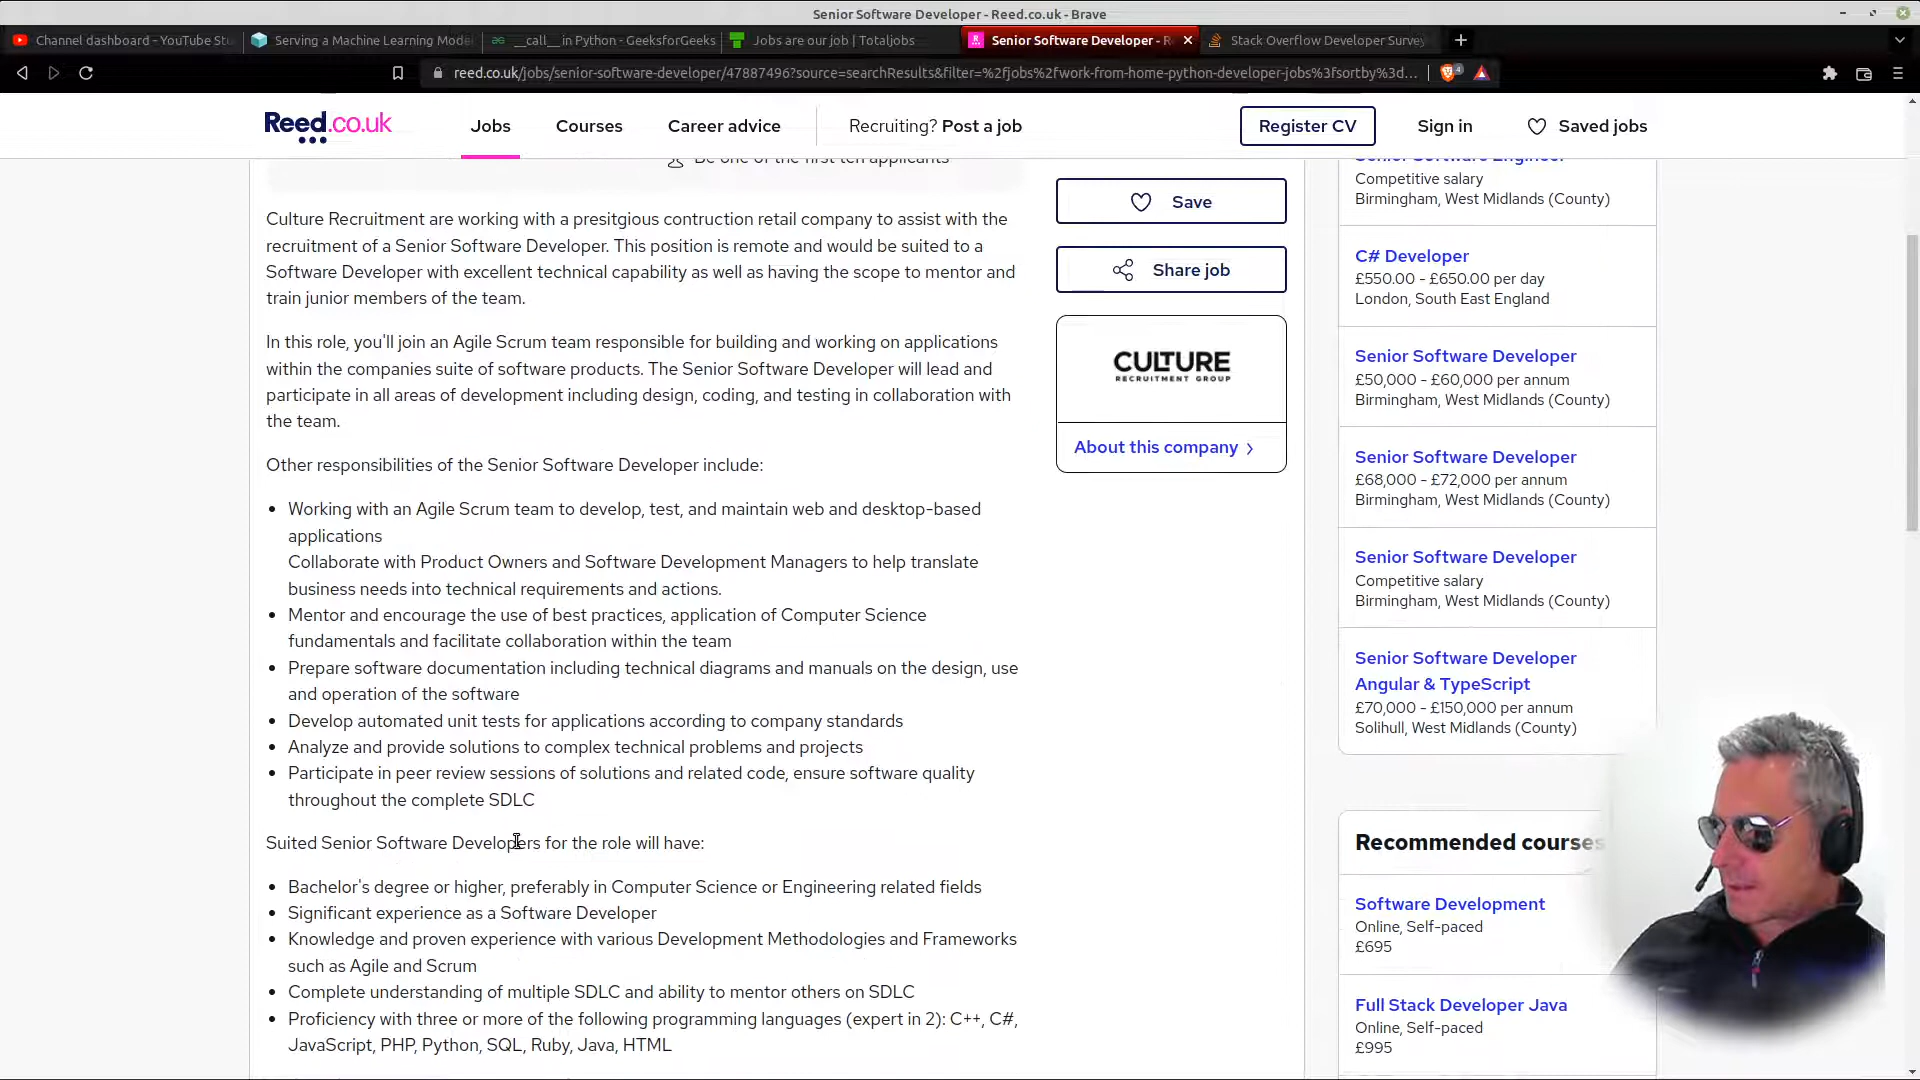 Senior Software Developer - Reed.co.uk - Brave
Channel dashboard - YouTube Stu
Serving a Machine Learning Mode
__call__ in Python - GeeksforGeeks
Jobs are our job | Totaljobs
Senior Software Developer - R
Stack Overflow Developer Survey
reed.co.uk/jobs/senior-software-developer/47887496?source=searchResults&filter=%2fjobs%2fwork-from-home-python-developer-jobs%3fsortby%3d...
4
Reed.co.uk
Jobs
Courses
Career advice
Recruiting? Post a job
Register CV
Sign in
Saved jobs
Be one of the first ten applicants
Culture Recruitment are working with a presitgious contruction retail company to assist with the
recruitment of a Senior Software Developer. This position is remote and would be suited to a
Software Developer with excellent technical capability as well as having the scope to mentor and
train junior members of the team.
In this role, you'll join an Agile Scrum team responsible for building and working on applications
within the companies suite of software products. The Senior Software Developer will lead and
participate in all areas of development including design, coding, and testing in collaboration with
the team.
Other responsibilities of the Senior Software Developer include:
Working with an Agile Scrum team to develop, test, and maintain web and desktop-based
applications
Collaborate with Product Owners and Software Development Managers to help translate
business needs into technical requirements and actions.
Mentor and encourage the use of best practices, application of Computer Science
fundamentals and facilitate collaboration within the team
Prepare software documentation including technical diagrams and manuals on the design, use
and operation of the software
Develop automated unit tests for applications according to company standards
Analyze and provide solutions to complex technical problems and projects
Participate in peer review sessions of solutions and related code, ensure software quality
throughout the complete SDLC
Suited Senior Software Developers for the role will have:
Bachelor's degree or higher, preferably in Computer Science or Engineering related fields
Significant experience as a Software Developer
Knowledge and proven experience with various Development Methodologies and Frameworks
such as Agile and Scrum
Complete understanding of multiple SDLC and ability to mentor others on SDLC
Proficiency with three or more of the following programming languages (expert in 2): C++, C#,
JavaScript, PHP, Python, SQL, Ruby, Java, HTML
Save
Share job
CULTURE
RECRUITMENT GROUP
About this company
Senior Software Engineer
Competitive salary
Birmingham, West Midlands (County)
C# Developer
£550.00 - £650.00 per day
London, South East England
Senior Software Developer
£50,000 - £60,000 per annum
Birmingham, West Midlands (County)
Senior Software Developer
£68,000 - £72,000 per annum
Birmingham, West Midlands (County)
Senior Software Developer
Competitive salary
Birmingham, West Midlands (County)
Senior Software Developer
Angular & TypeScript
£70,000 - £150,000 per annum
Solihull, West Midlands (County)
Recommended courses
Software Development
Online, Self-paced
£695
Full Stack Developer Java
Online, Self-paced
£995